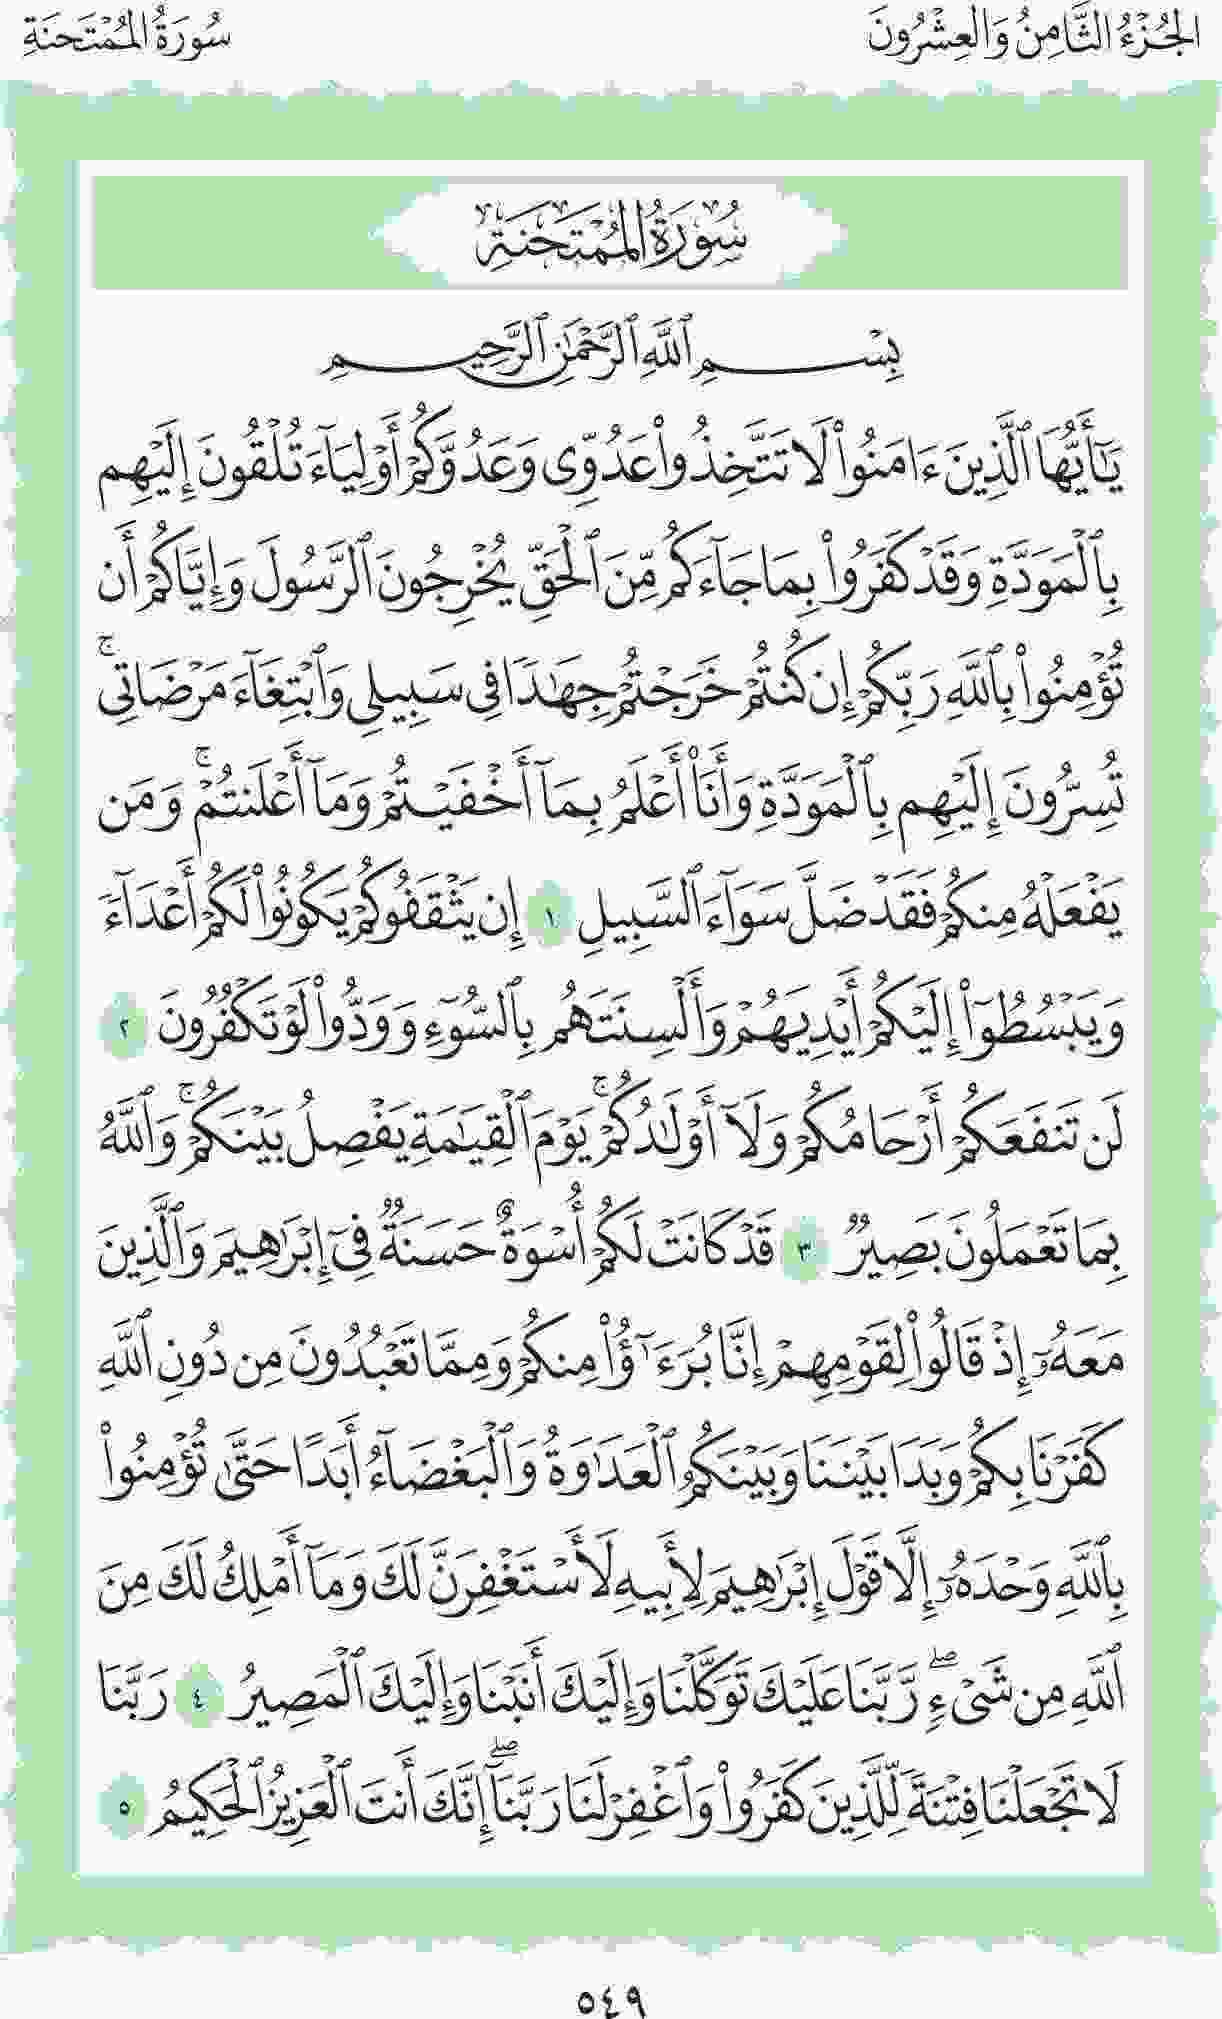 الجُزْءُ الثَّامِنُ وَالعِشْرُونَ
سُورَةُ المُمْتَحنَةِ
سُورَةُ المُمْتَحنَةِ
بِسْمِ ٱللَّهِ ٱلرَّحْمَٰنِ ٱلرَّحِيمِ
يَٰٓأَيُّهَا ٱلَّذِينَ ءَامَنُوا۟ لَا تَتَّخِذُوا۟ عَدُوِّى وَعَدُوَّكُمْ أَوْلِيَآءَ تُلْقُونَ إِلَيْهِم
بِٱلْمَوَدَّةِ وَقَدْ كَفَرُوا۟ بِمَا جَآءَكُم مِّنَ ٱلْحَقِّ يُخْرِجُونَ ٱلرَّسُولَ وَإِيَّاكُمْ أَن
تُؤْمِنُوا۟ بِٱللَّهِ رَبِّكُمْ إِن كُنتُمْ خَرَجْتُمْ جِهَٰدًا فِى سَبِيلِى وَٱبْتِغَآءَ مَرْضَاتِى ۚ
تُسِرُّونَ إِلَيْهِم بِٱلْمَوَدَّةِ وَأَنَا۠ أَعْلَمُ بِمَآ أَخْفَيْتُمْ وَمَآ أَعْلَنتُمْ ۚ وَمَن
يَفْعَلْهُ مِنكُمْ فَقَدْ ضَلَّ سَوَآءَ ٱلسَّبِيلِ ١ إِن يَثْقَفُوكُمْ يَكُونُوا۟ لَكُمْ أَعْدَآءً
وَيَبْسُطُوٓا۟ إِلَيْكُمْ أَيْدِيَهُمْ وَأَلْسِنَتَهُم بِٱلسُّوٓءِ وَوَدُّوا۟ لَوْ تَكْفُرُونَ ٢
لَن تَنفَعَكُمْ أَرْحَامُكُمْ وَلَآ أَوْلَٰدُكُمْ ۚ يَوْمَ ٱلْقِيَٰمَةِ يَفْصِلُ بَيْنَكُمْ ۚ وَٱللَّهُ
بِمَا تَعْمَلُونَ بَصِيرٌ ٣ قَدْ كَانَتْ لَكُمْ أُسْوَةٌ حَسَنَةٌ فِىٓ إِبْرَٰهِيمَ وَٱلَّذِينَ
مَعَهُۥٓ إِذْ قَالُوا۟ لِقَوْمِهِمْ إِنَّا بُرَءَٰٓؤُا۟ مِنكُمْ وَمِمَّا تَعْبُدُونَ مِن دُونِ ٱللَّهِ
كَفَرْنَا بِكُمْ وَبَدَا بَيْنَنَا وَبَيْنَكُمُ ٱلْعَدَٰوَةُ وَٱلْبَغْضَآءُ أَبَدًا حَتَّىٰ تُؤْمِنُوا۟
بِٱللَّهِ وَحْدَهُۥٓ إِلَّا قَوْلَ إِبْرَٰهِيمَ لِأَبِيهِ لَأَسْتَغْفِرَنَّ لَكَ وَمَآ أَمْلِكُ لَكَ مِنَ
ٱللَّهِ مِن شَىْءٍ ۖ رَّبَّنَا عَلَيْكَ تَوَكَّلْنَا وَإِلَيْكَ أَنَبْنَا وَإِلَيْكَ ٱلْمَصِيرُ ٤ رَبَّنَا
لَا تَجْعَلْنَا فِتْنَةً لِّلَّذِينَ كَفَرُوا۟ وَٱغْفِرْ لَنَا رَبَّنَآ ۖ إِنَّكَ أَنتَ ٱلْعَزِيزُ ٱلْحَكِيمُ ٥
٥٤٩